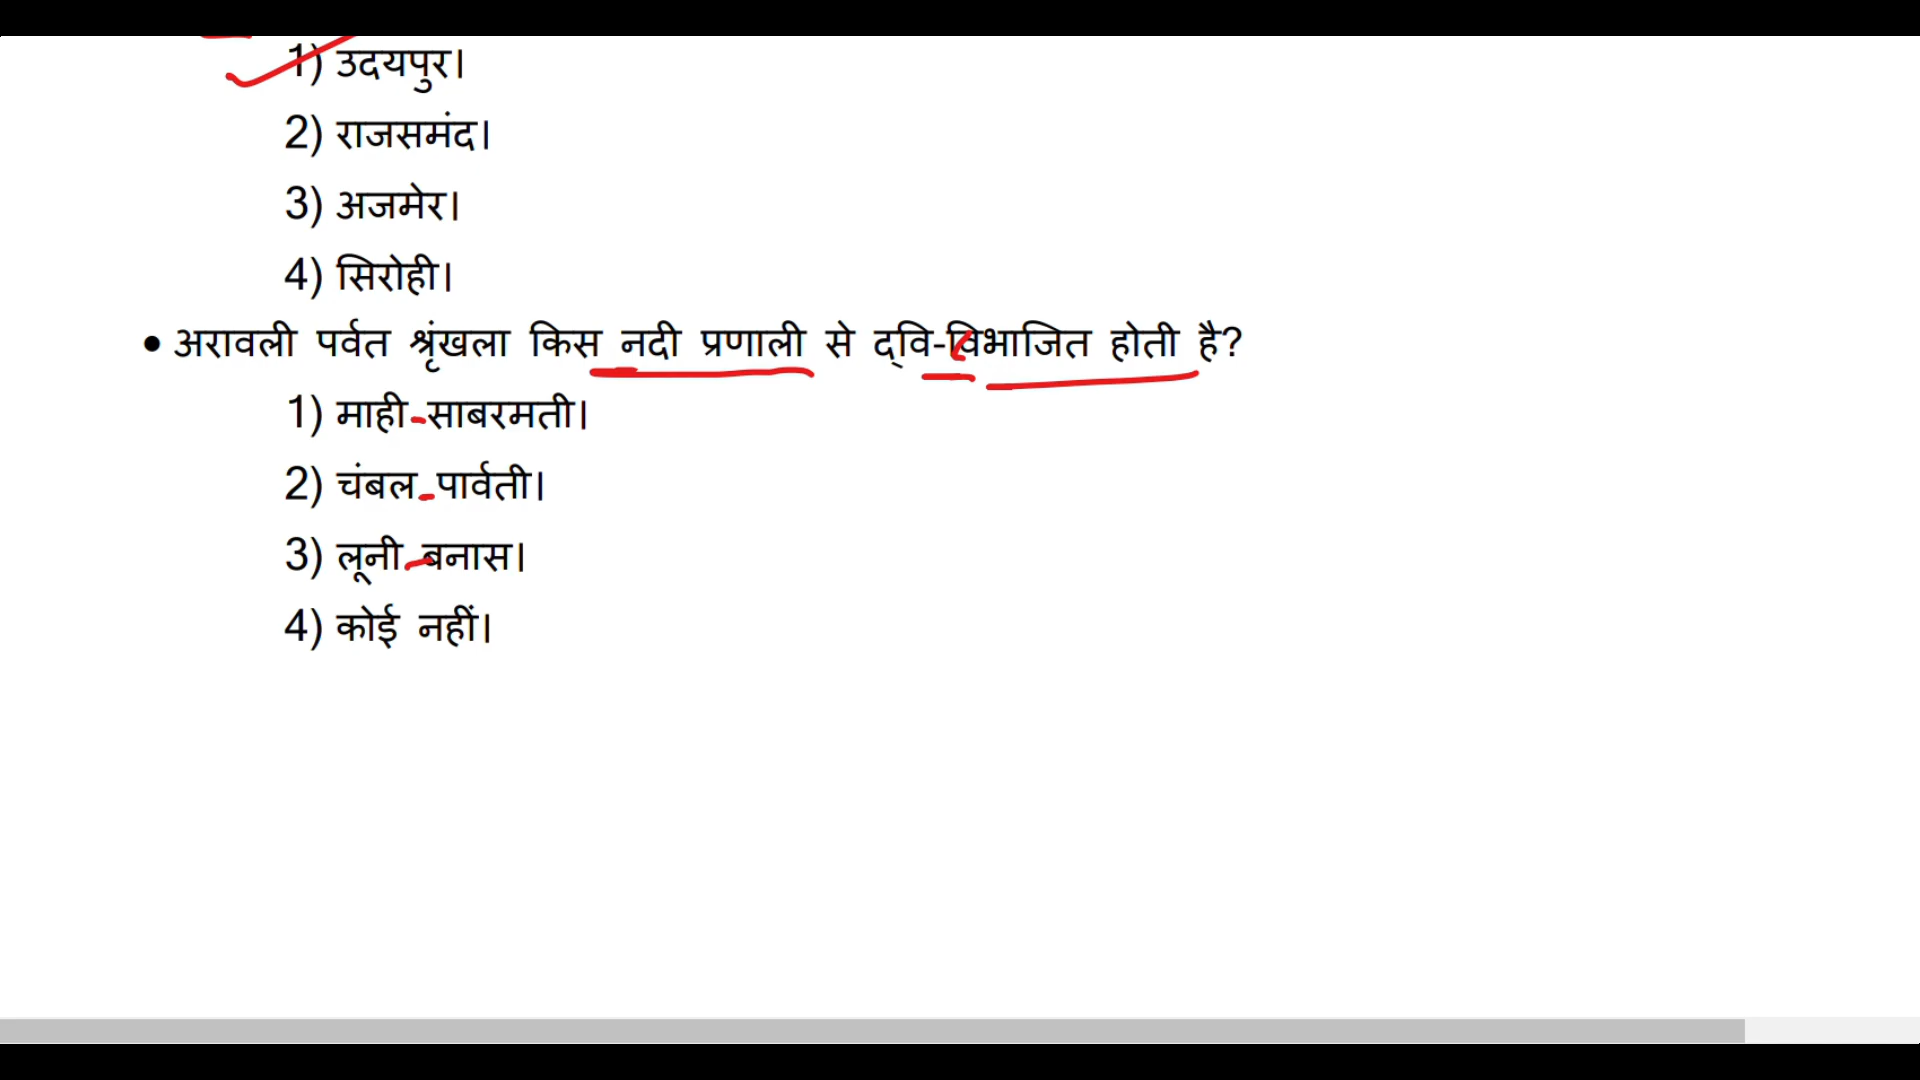 1) उदयपुर।
2) राजसमंद।
3) अजमेर।
4) सिरोही।
• अरावली पर्वत श्रृंखला किस नदी प्रणाली से द्वि-विभाजित होती है?
1) माही-साबरमती।
2) चंबल-पार्वती।
3) लूनी-बनास।
4) कोई नहीं।